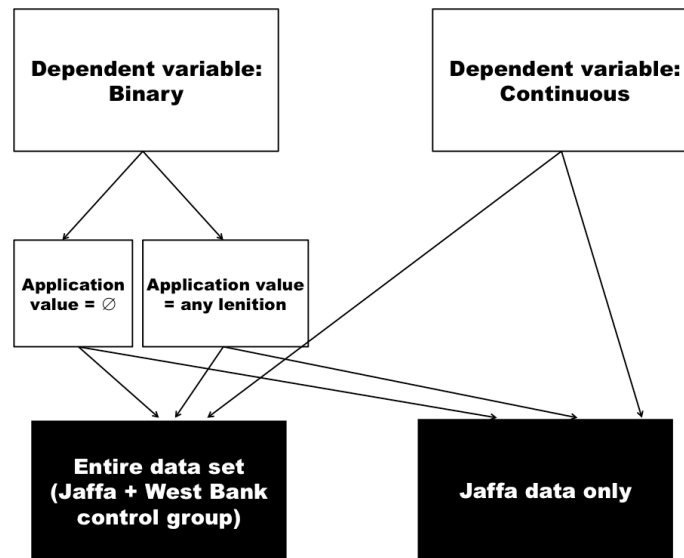 Dependent variable:
Binary
Dependent variable:
Continuous
Application
value = ∅
Application value
= any lenition
Entire data set
(Jaffa + West Bank
control group)
Jaffa data only